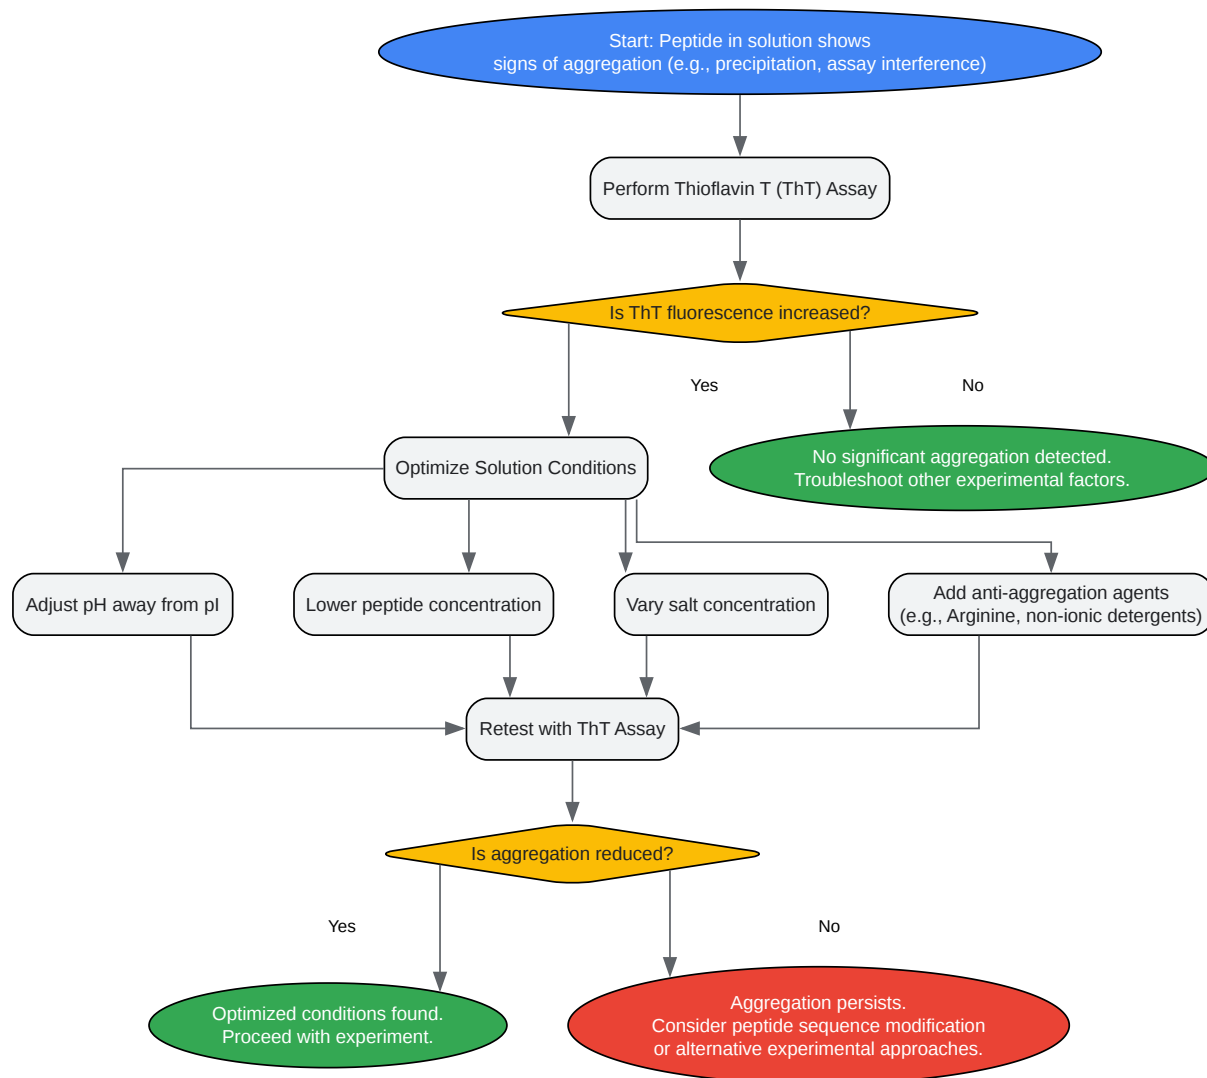 Start: Peptide in solution shows
signs of aggregation (e.g., precipitation, assay interference)
Perform Thioflavin T (ThT) Assay
Is ThT fluorescence increased?
Yes
No
Optimize Solution Conditions
No significant aggregation detected.
Troubleshoot other experimental factors.
Adjust pH away from pI
Lower peptide concentration
Vary salt concentration
Add anti-aggregation agents
(e.g., Arginine, non-ionic detergents)
Retest with ThT Assay
Is aggregation reduced?
Yes
No
Optimized conditions found.
Proceed with experiment.
Aggregation persists.
Consider peptide sequence modification
or alternative experimental approaches.